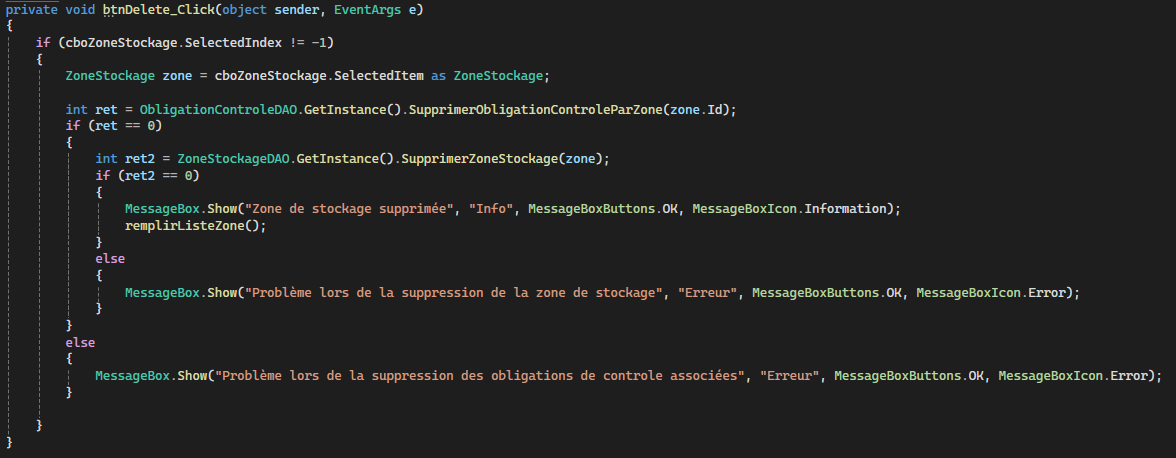 private void btnDelete_Click(object sender, EventArgs e)
{
    if (cboZoneStockage.SelectedIndex != -1)
    {
        ZoneStockage zone = cboZoneStockage.SelectedItem as ZoneStockage;

        int ret = ObligationControleDAO.GetInstance().SupprimerObligationControleParZone(zone.Id);
        if (ret == 0)
        {
            int ret2 = ZoneStockageDAO.GetInstance().SupprimerZoneStockage(zone);
            if (ret2 == 0)
            {
                MessageBox.Show("Zone de stockage supprimée", "Info", MessageBoxButtons.OK, MessageBoxIcon.Information);
                remplirListeZone();
            }
            else
            {
                MessageBox.Show("Problème lors de la suppression de la zone de stockage", "Erreur", MessageBoxButtons.OK, MessageBoxIcon.Error);
            }
        }
        else
        {
            MessageBox.Show("Problème lors de la suppression des obligations de controle associées", "Erreur", MessageBoxButtons.OK, MessageBoxIcon.Error);
        }

    }
}